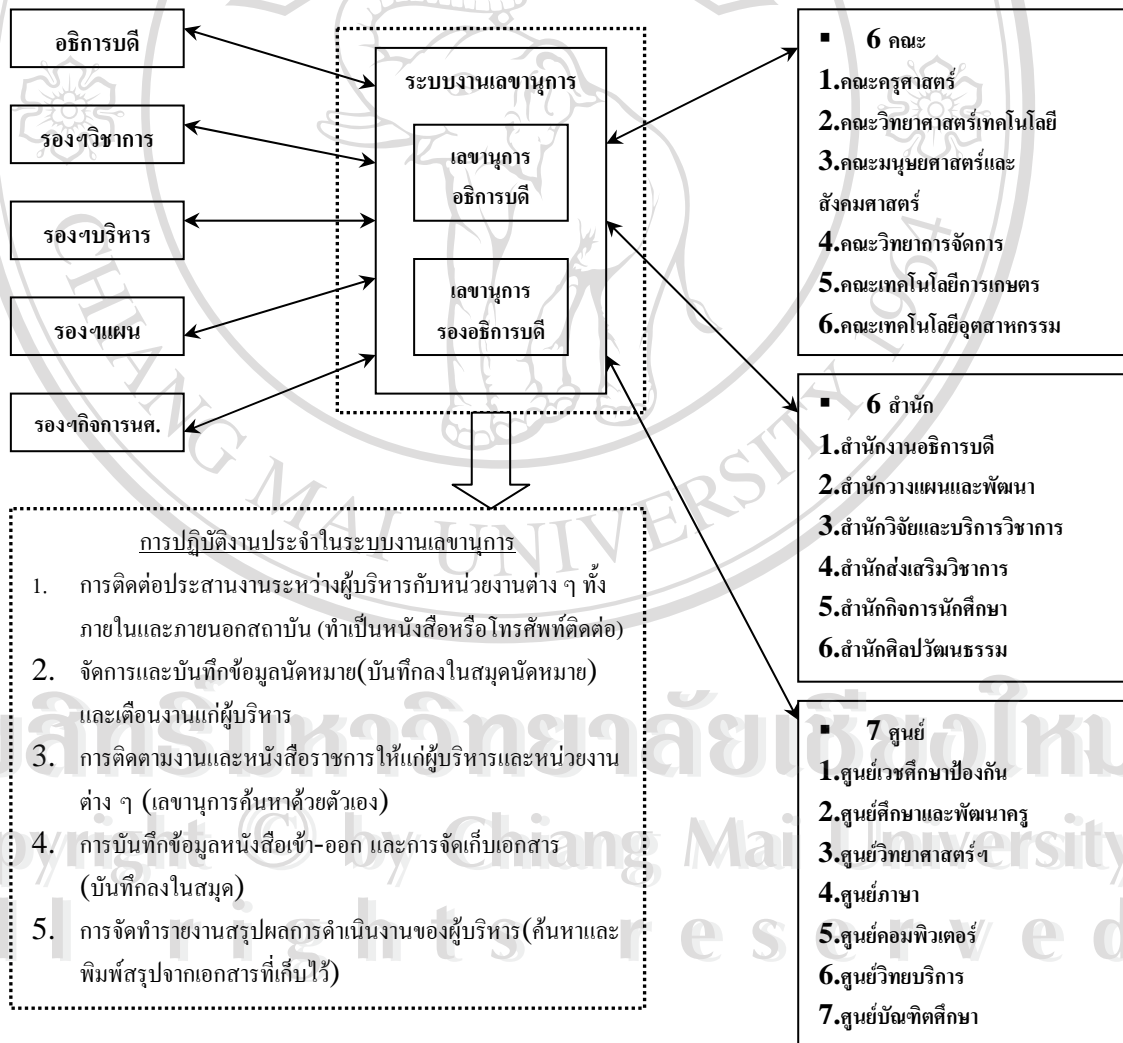 อธิการบดี
รองฯวิชาการ
รองฯบริหาร
รองฯแผน
รองฯกิจการนศ.
ระบบงานเลขานุการ
เลขานุการ
อธิการบดี
เลขานุการ
รองอธิการบดี
▪ 6 คณะ
1.คณะครุศาสตร์
2.คณะวิทยาศาสตร์เทคโนโลยี
3.คณะมนุษยศาสตร์และ
สังคมศาสตร์
4.คณะวิทยาการจัดการ
5.คณะเทคโนโลยีการเกษตร
6.คณะเทคโนโลยีอุตสาหกรรม
▪ 6 สำนัก
1.สำนักงานอธิการบดี
2.สำนักวางแผนและพัฒนา
3.สำนักวิจัยและบริการวิชาการ
4.สำนักส่งเสริมวิชาการ
5.สำนักกิจการนักศึกษา
6.สำนักศิลปวัฒนธรรม
▪ 7 ศูนย์
1.ศูนย์เวชศึกษาป้องกัน
2.ศูนย์ศึกษาและพัฒนาครู
3.ศูนย์วิทยาศาสตร์ฯ
4.ศูนย์ภาษา
5.ศูนย์คอมพิวเตอร์
6.ศูนย์วิทยบริการ
7.ศูนย์บัณฑิตศึกษา
การปฏิบัติงานประจำในระบบงานเลขานุการ
1. การติดต่อประสานงานระหว่างผู้บริหารกับหน่วยงานต่าง ๆ ทั้ง
ภายในและภายนอกสถาบัน (ทำเป็นหนังสือหรือโทรศัพท์ติดต่อ)
2. จัดการและบันทึกข้อมูลนัดหมาย(บันทึกลงในสมุดนัดหมาย)
และเตือนงานแก่ผู้บริหาร
3. การติดตามงานและหนังสือราชการให้แก่ผู้บริหารและหน่วยงาน
ต่าง ๆ (เลขานุการค้นหาด้วยตัวเอง)
4. การบันทึกข้อมูลหนังสือเข้า-ออก และการจัดเก็บเอกสาร
(บันทึกลงในสมุด)
5. การจัดทำรายงานสรุปผลการดำเนินงานของผู้บริหาร(ค้นหาและ
พิมพ์สรุปจากเอกสารที่เก็บไว้)
CHIANG MAI UNIVERSITY 1964
by Chiang Mai University
rights reserved